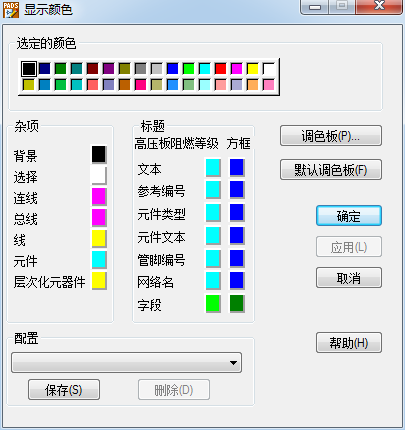 PADS
显示颜色
选定的颜色
杂项
背景
选择
连线
总线
线
元件
层次化元器件
标题
高压板阻燃等级 方框
文本
参考编号
元件类型
元件文本
管脚编号
网络名
字段
调色板(P)...
默认调色板(F)
确定
应用(L)
取消
帮助(H)
配置
保存(S)
删除(D)